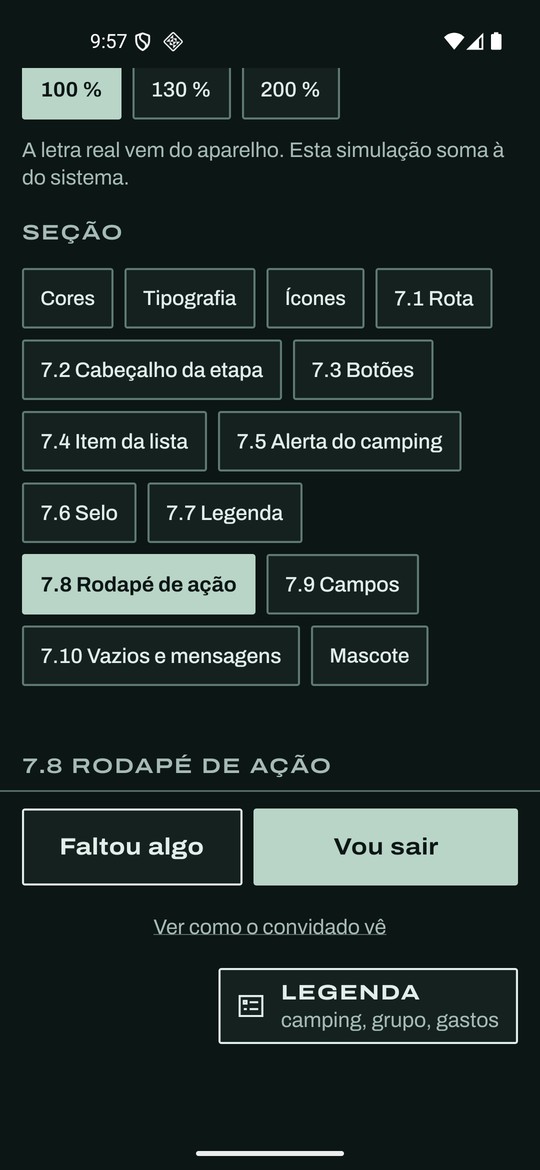 9:57
100 % 130 % 200 %
A letra real vem do aparelho. Esta simulação soma à
do sistema.
SEÇÃO
Cores Tipografia Ícones 7.1 Rota
7.2 Cabeçalho da etapa 7.3 Botões
7.4 Item da lista 7.5 Alerta do camping
7.6 Selo 7.7 Legenda
7.8 Rodapé de ação 7.9 Campos
7.10 Vazios e mensagens Mascote
7.8 RODAPÉ DE AÇÃO
Faltou algo Vou sair
Ver como o convidado vê
LEGENDA
camping, grupo, gastos